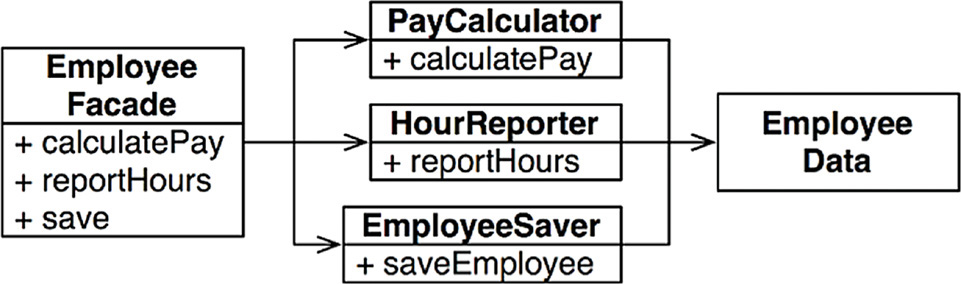 Employee
Facade
+ calculatePay
+ reportHours
+ save
PayCalculator
+ calculatePay
HourReporter
+ reportHours
EmployeeSaver
+ saveEmployee
Employee
Data